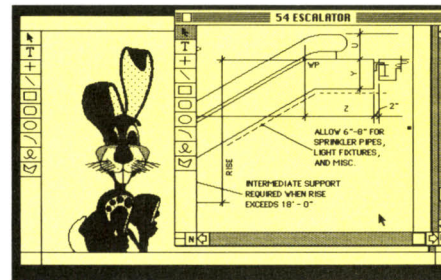 54 ESCALATOR
T
T
U
WP
Y
Z
2"
ALLOW 6"-8" FOR
SPRINKLER PIPES,
LIGHT FIXTURES,
AND MISC.
RISE
INTERMEDIATE SUPPORT
REQUIRED WHEN RISE
EXCEEDS 18'-0"
N